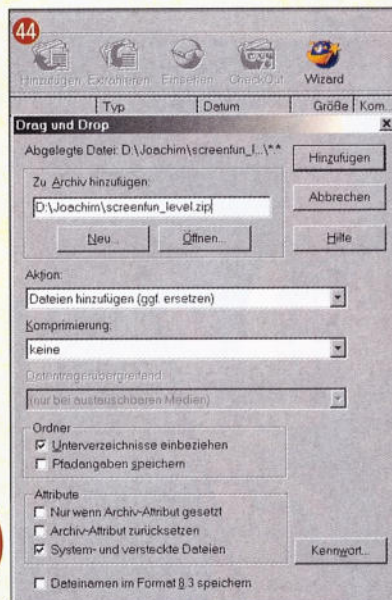 44
Hinzufügen Extrahieren Einsehen CheckOut Wizard
Typ Datum Größe Kom
Drag und Drop
Abgelegte Datei: D:\Joachim\screenfun_l...\*.*
Hinzufügen
Zu Archiv hinzufügen:
D:\Joachim\screenfun_level.zip
Abbrechen
Neu... Öffnen...
Hilfe
Aktion:
Dateien hinzufügen (ggf. ersetzen)
Komprimierung:
keine
Datenträgerübergreifend:
(nur bei austauschbaren Medien)
Ordner
Unterverzeichnisse einbeziehen
Pfadangaben speichern
Attribute
Nur wenn Archiv-Attribut gesetzt
Archiv-Attribut zurücksetzen
System- und versteckte Dateien
Kennwort...
Dateinamen im Format 8.3 speichern